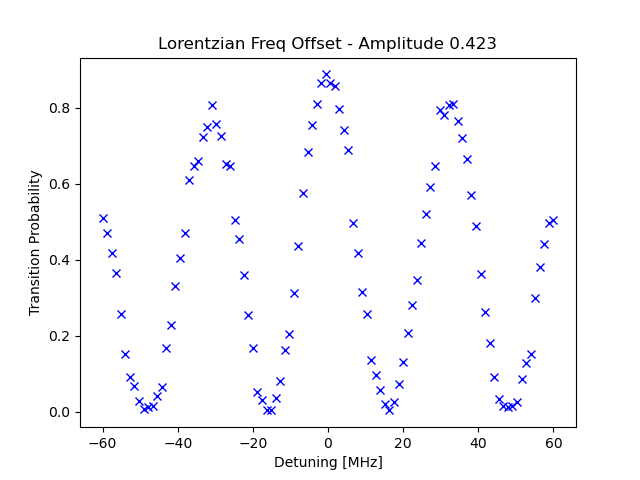 Lorentzian Freq Offset - Amplitude 0.423
Transition Probability
0.8
0.6
0.4
0.2
0.0
−60 −40 −20 0 20 40 60
Detuning [MHz]